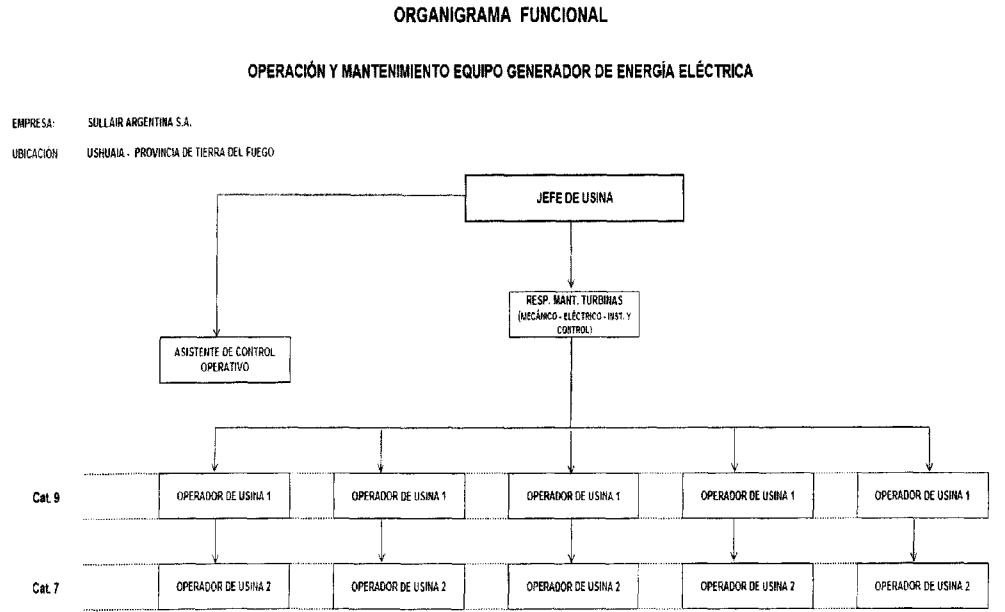 ORGANIGRAMA FUNCIONAL
OPERACIÓN Y MANTENIMIENTO EQUIPO GENERADOR DE ENERGÍA ELÉCTRICA
EMPRESA: SULLAIR ARGENTINA S.A.
UBICACIÓN USHUAIA - PROVINCIA DE TIERRA DEL FUEGO
JEFE DE USINA
RESP. MANT. TURBINAS
(MECÁNICO - ELÉCTRICO - INST. Y
CONTROL)
ASISTENTE DE CONTROL
OPERATIVO
Cat. 9 OPERADOR DE USINA 1 OPERADOR DE USINA 1 OPERADOR DE USINA 1 OPERADOR DE USINA 1 OPERADOR DE USINA 1
Cat. 7 OPERADOR DE USINA 2 OPERADOR DE USINA 2 OPERADOR DE USINA 2 OPERADOR DE USINA 2 OPERADOR DE USINA 2